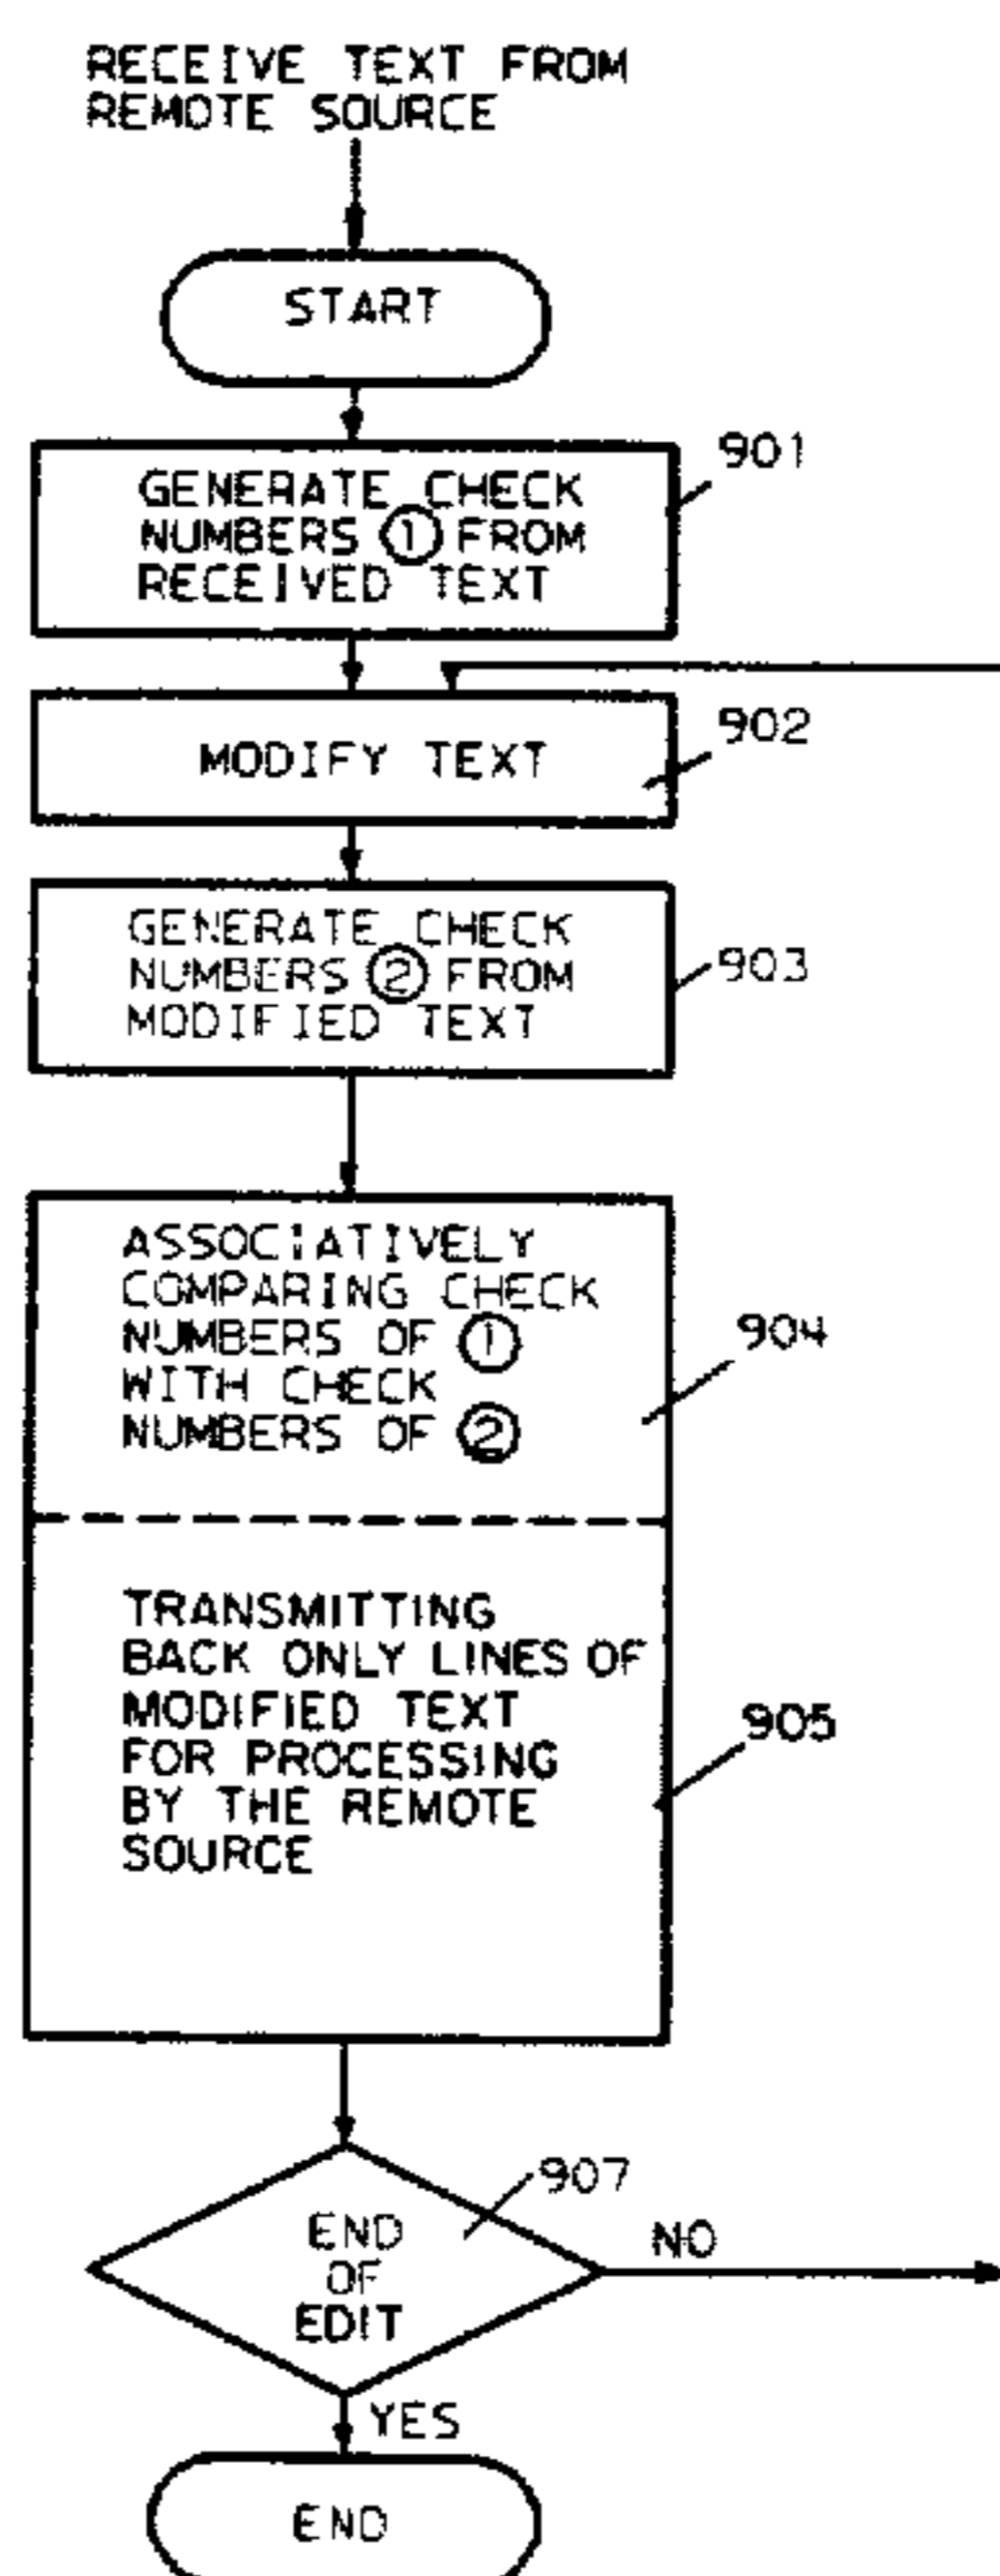 RECEIVE TEXT FROM
REMOTE SOURCE
START
901
GENERATE CHECK
NUMBERS ① FROM
RECEIVED TEXT
902
MODIFY TEXT
GENERATE CHECK
NUMBERS ② FROM
MODIFIED TEXT
903
ASSOCIATIVELY
COMPARING CHECK
NUMBERS OF ①
WITH CHECK
NUMBERS OF ②
904
TRANSMITTING
BACK ONLY LINES OF
MODIFIED TEXT
FOR PROCESSING
BY THE REMOTE
SOURCE
905
907
END
OF
EDIT
NO
YES
END